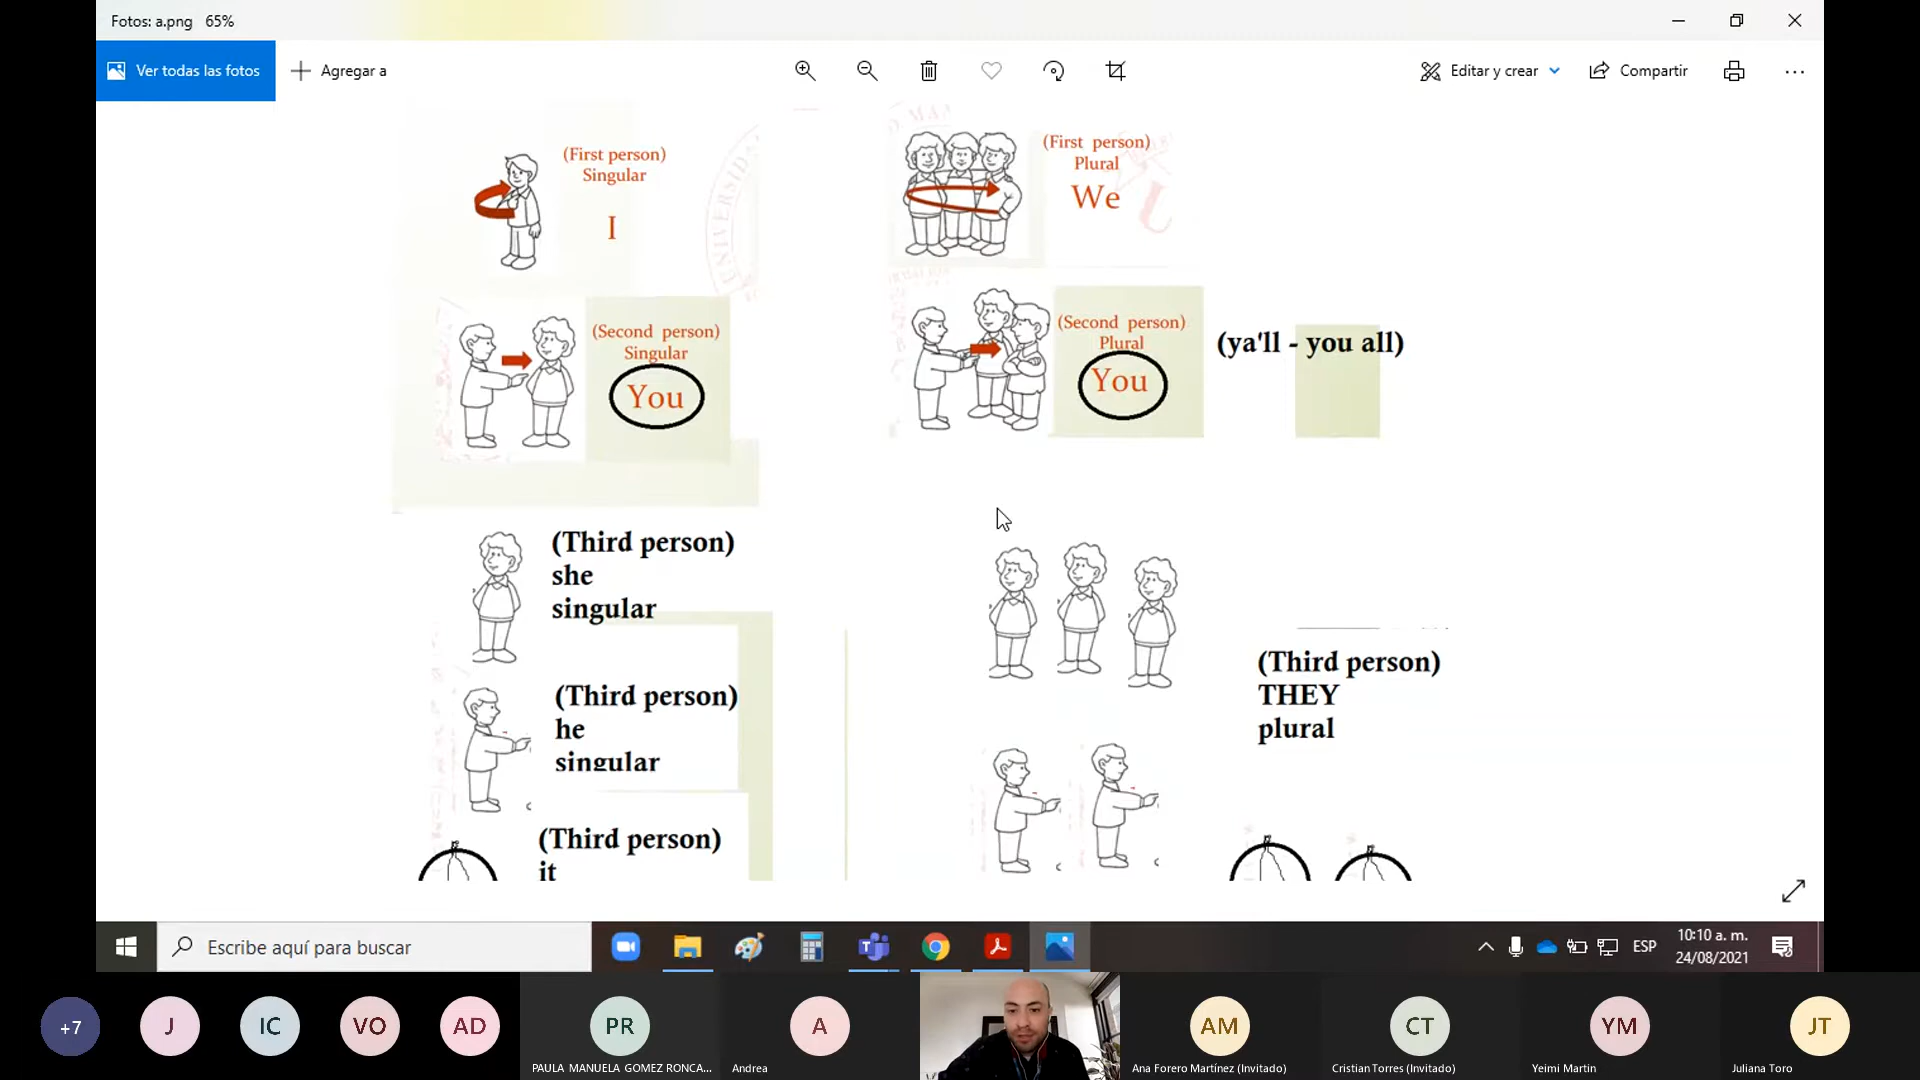 Fotos: a.png 65%
Ver todas las fotos
Agregar a
Editar y crear
Compartir
(First person)
Singular
I
(First person)
Plural
We
UNIVERSIDA
(Second person)
Singular
You
(Second person)
Plural
You
(ya'll - you all)
(Third person)
she
singular
(Third person)
he
singular
(Third person)
it
(Third person)
THEY
plural
Escribe aquí para buscar
ESP
10:10 a. m.
24/08/2021
+7
J
IC
VO
AD
PR
PAULA MANUELA GOMEZ RONCA...
A
Andrea
AM
Ana Forero Martínez (Invitado)
CT
Cristian Torres (Invitado)
YM
Yeimi Martin
JT
Juliana Toro